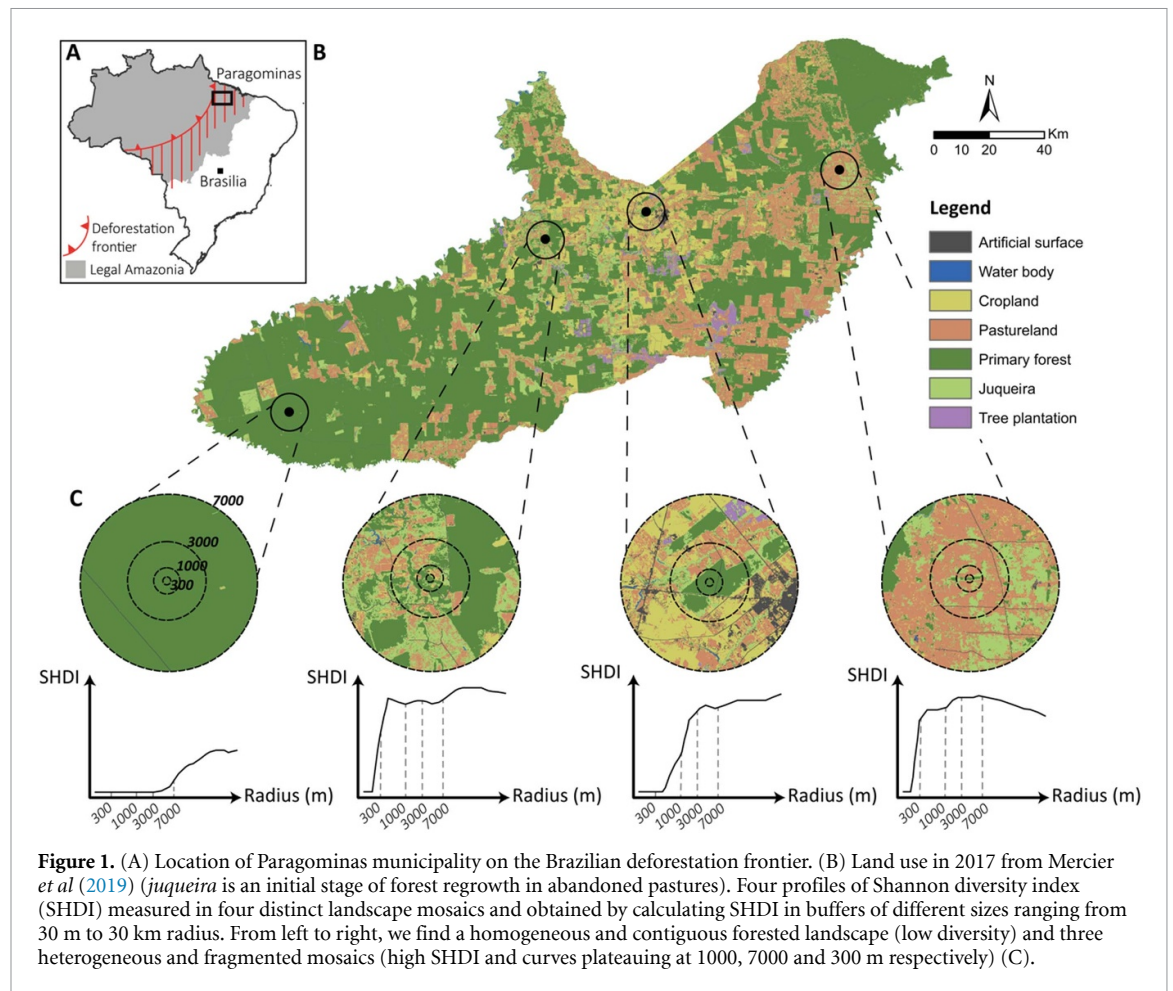 A
B
Paragominas
Brasilia
Deforestation
frontier
Legal Amazonia
N
Km
0 10 20 40
Legend
Artificial surface
Water body
Cropland
Pastureland
Primary forest
Juqueira
Tree plantation
C
7000
3000
1000
300
SHDI
SHDI
SHDI
SHDI
Radius (m)
Radius (m)
Radius (m)
Radius (m)
300 1000 3000 7000
300 1000 3000 7000
300 1000 3000 7000
300 1000 3000 7000
Figure 1. (A) Location of Paragominas municipality on the Brazilian deforestation frontier. (B) Land use in 2017 from Mercier
et al (2019) (juqueira is an initial stage of forest regrowth in abandoned pastures). Four profiles of Shannon diversity index
(SHDI) measured in four distinct landscape mosaics and obtained by calculating SHDI in buffers of different sizes ranging from
30 m to 30 km radius. From left to right, we find a homogeneous and contiguous forested landscape (low diversity) and three
heterogeneous and fragmented mosaics (high SHDI and curves plateauing at 1000, 7000 and 300 m respectively) (C).